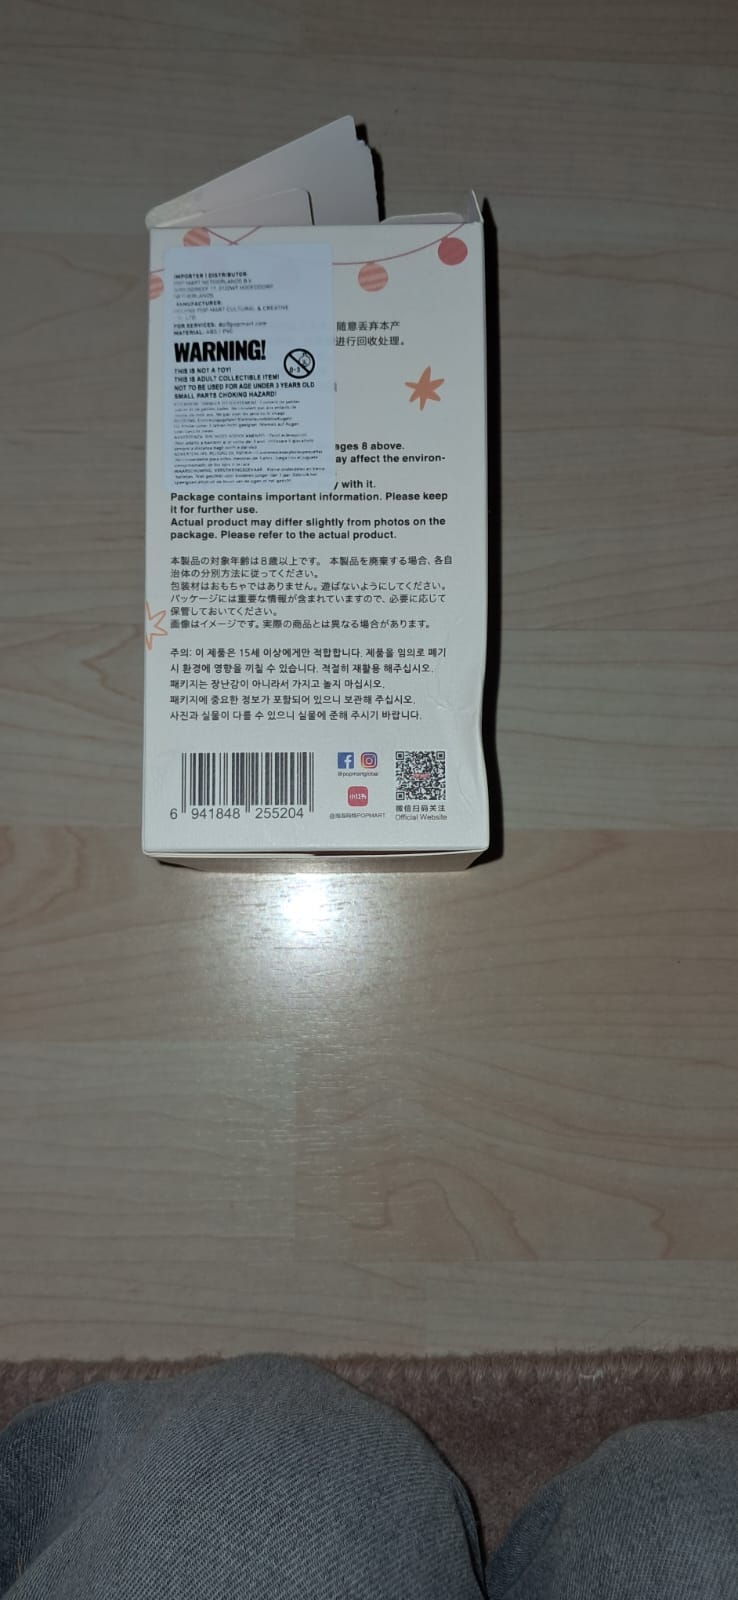 IMPORTER / DISTRIBUTOR:
POP MART NETHERLANDS B.V.
NETHERLANDS
MANUFACTURER:
POP MART CULTURAL & CREATIVE
LTD
FOR SERVICES:
MATERIAL: ABS / PVC
WARNING!
THIS IS NOT A TOY!
THIS IS ADULT COLLECTIBLE ITEM!
NOT TO BE USED FOR AGE UNDER 3 YEARS OLD
SMALL PARTS CHOKING HAZARD!
0-3
随意丢弃本产
进行回收处理。
ages 8 above.
ay affect the environ-
y with it.
Package contains important information. Please keep
it for further use.
Actual product may differ slightly from photos on the
package. Please refer to the actual product.
本製品の対象年齢は8歳以上です。 本製品を廃棄する場合、各自
治体の分別方法に従ってください。
包装材はおもちゃではありません。遊ばないようにしてください。
パッケージには重要な情報が含まれていますので、必要に応じて
保管しておいてください。
画像はイメージです。実際の商品とは異なる場合があります。
주의: 이 제품은 15세 이상에게만 적합합니다. 제품을 임의로 폐기
시 환경에 영향을 끼칠 수 있습니다. 적절히 재활용 해주십시오.
패키지는 장난감이 아니라서 가지고 놀지 마십시오.
패키지에 중요한 정보가 포함되어 있으니 보관해 주십시오.
사진과 실물이 다를 수 있으니 실물에 준해 주시기 바랍니다.
6 941848 255204
@popmartglobal
小红书
POPMART
微信扫码关注
Official Website